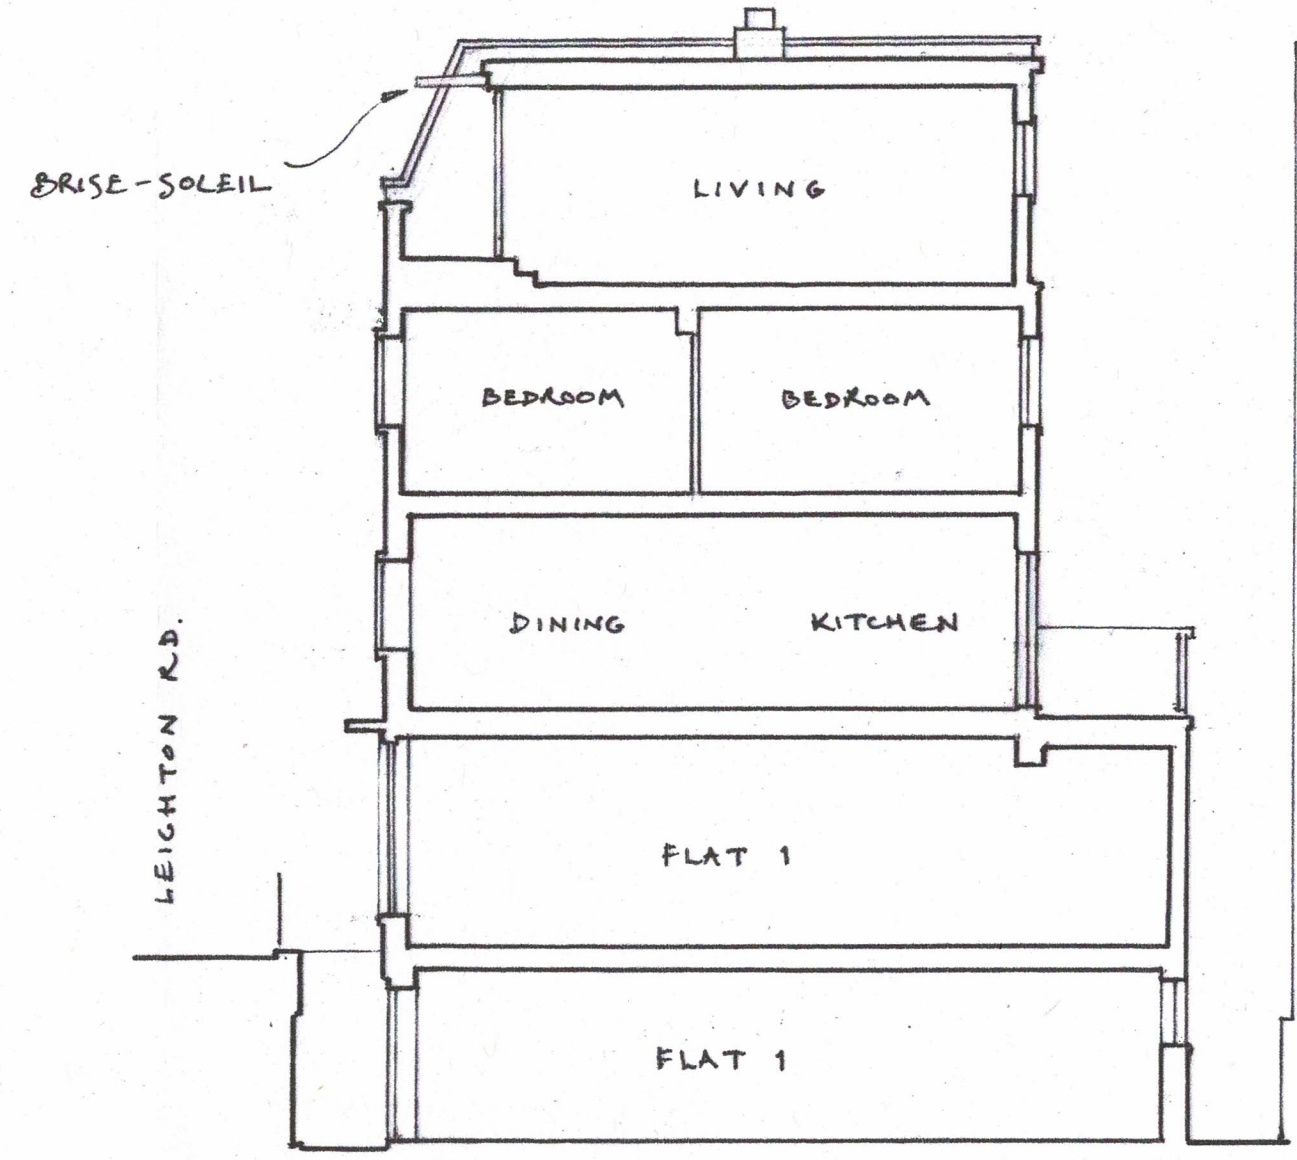 BRISE-SOLEIL
LIVING
BEDROOM
BEDROOM
DINING
KITCHEN
LEIGHTON RD.
FLAT 1
FLAT 1